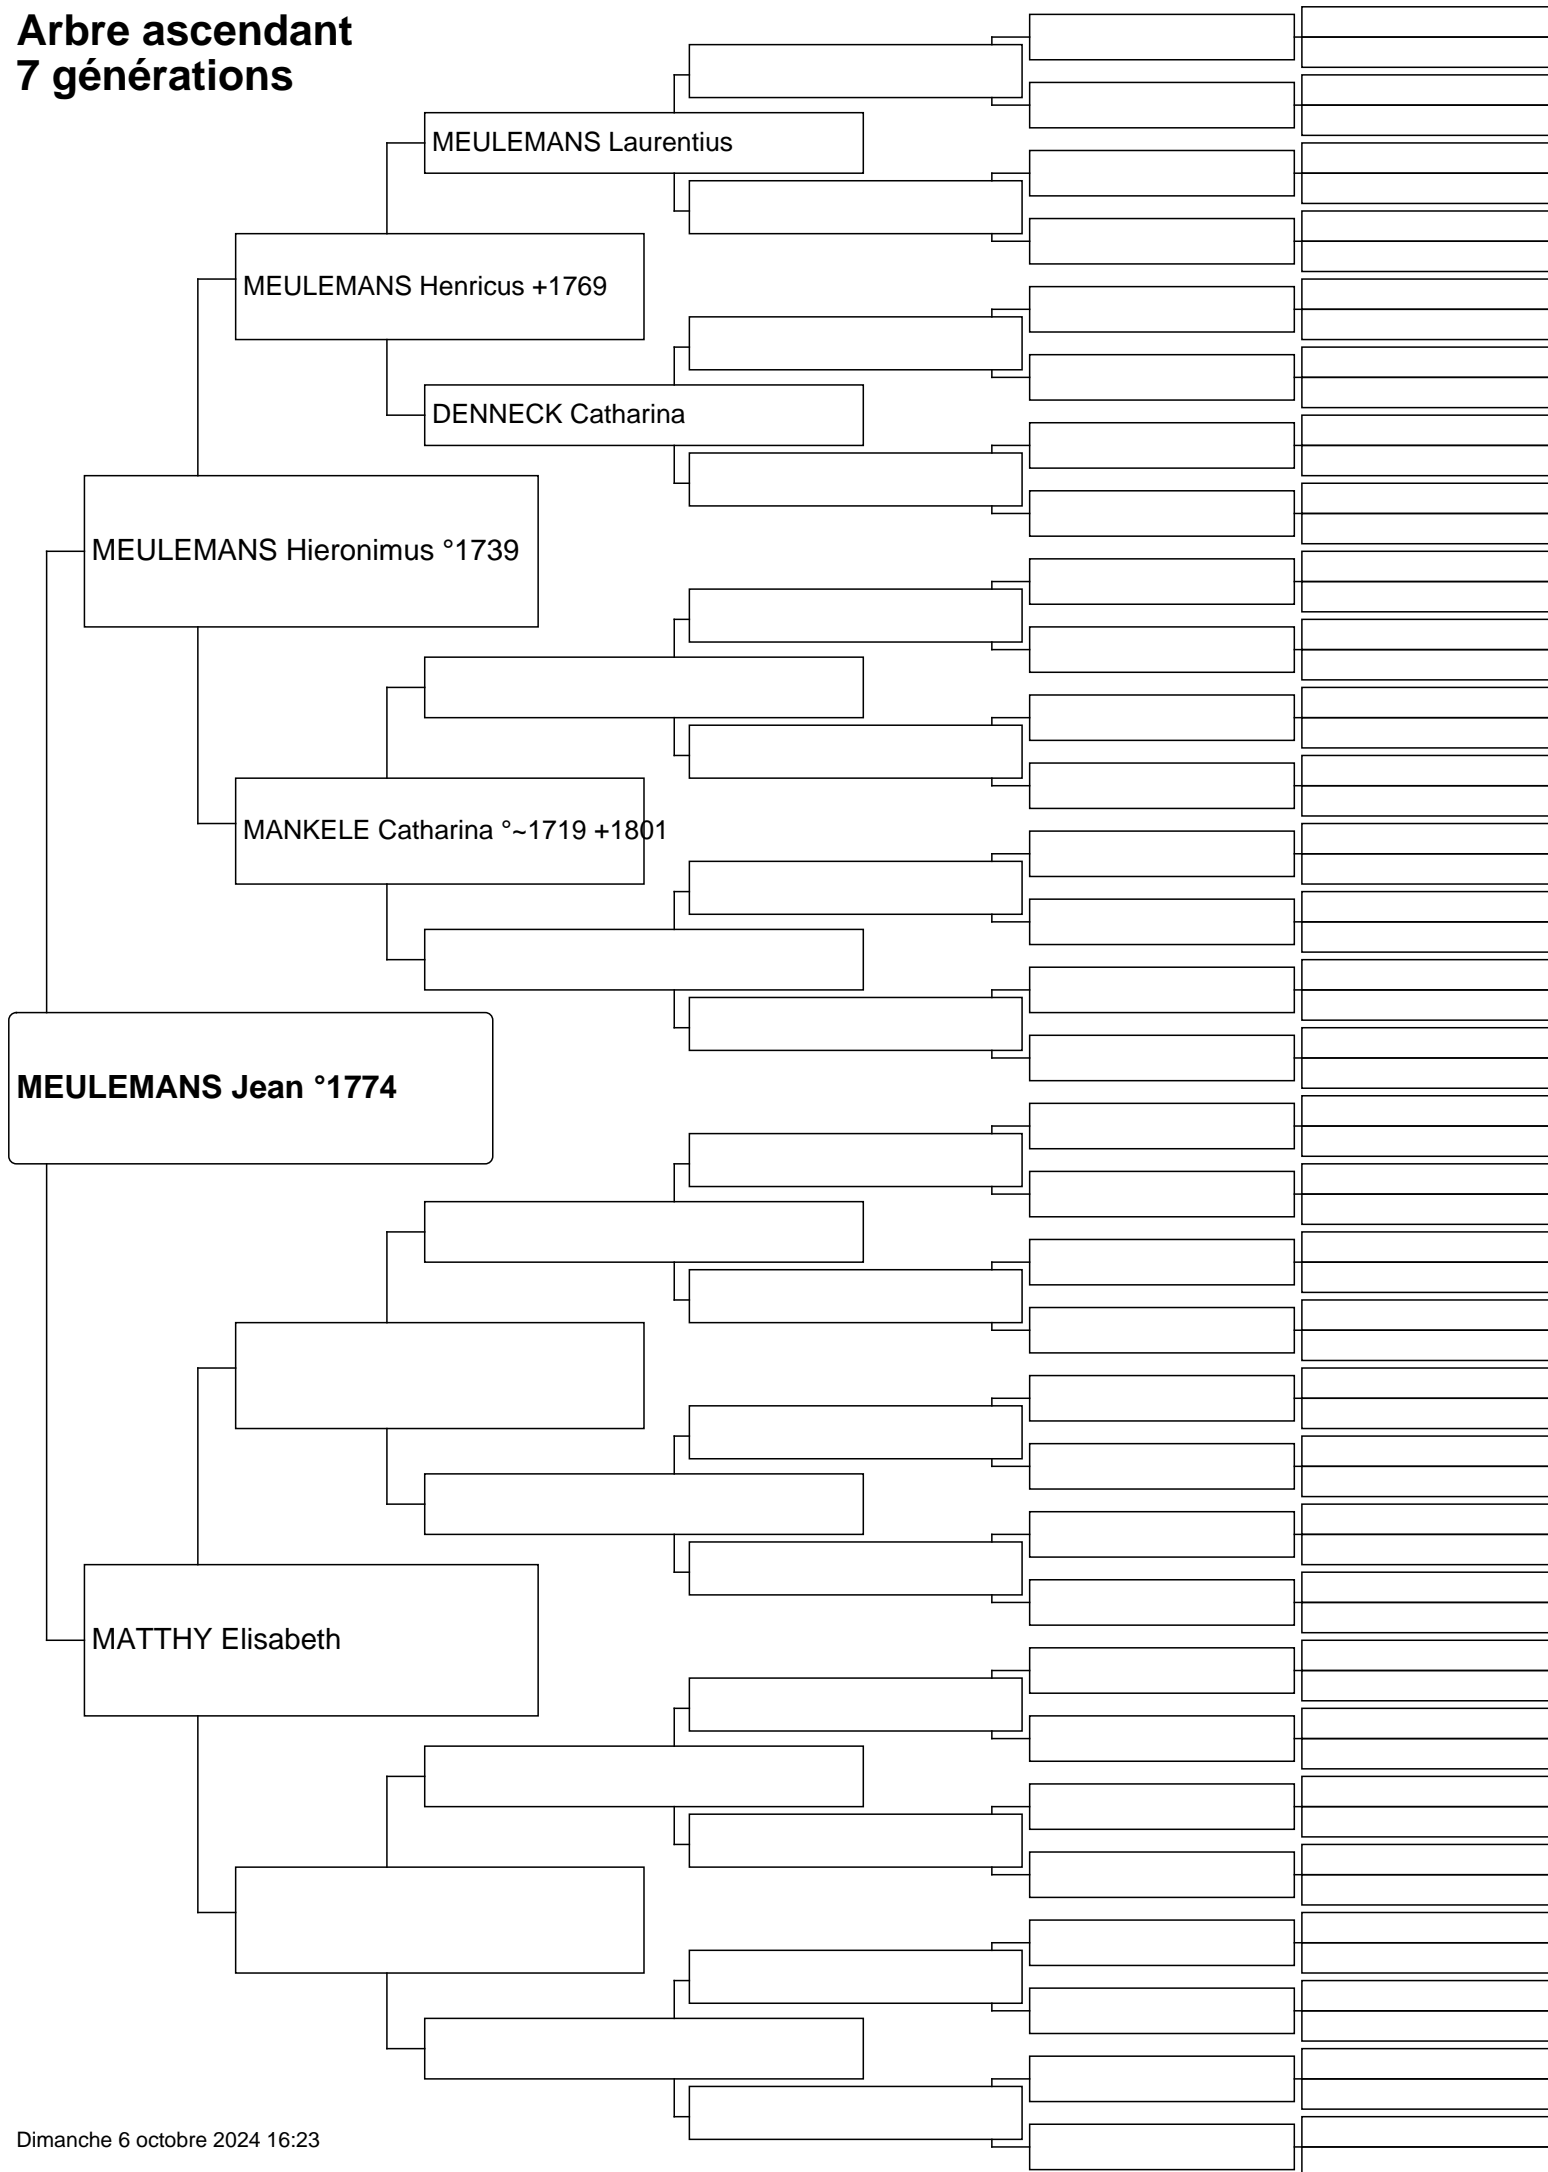 Arbre ascendant
7 générations
MEULEMANS Laurentius
MEULEMANS Henricus +1769
DENNECK Catharina
MEULEMANS Hieronimus °1739
MANKELE Catharina °~1719 +1801
MEULEMANS Jean °1774
MATTHY Elisabeth
Dimanche 6 octobre 2024 16:23